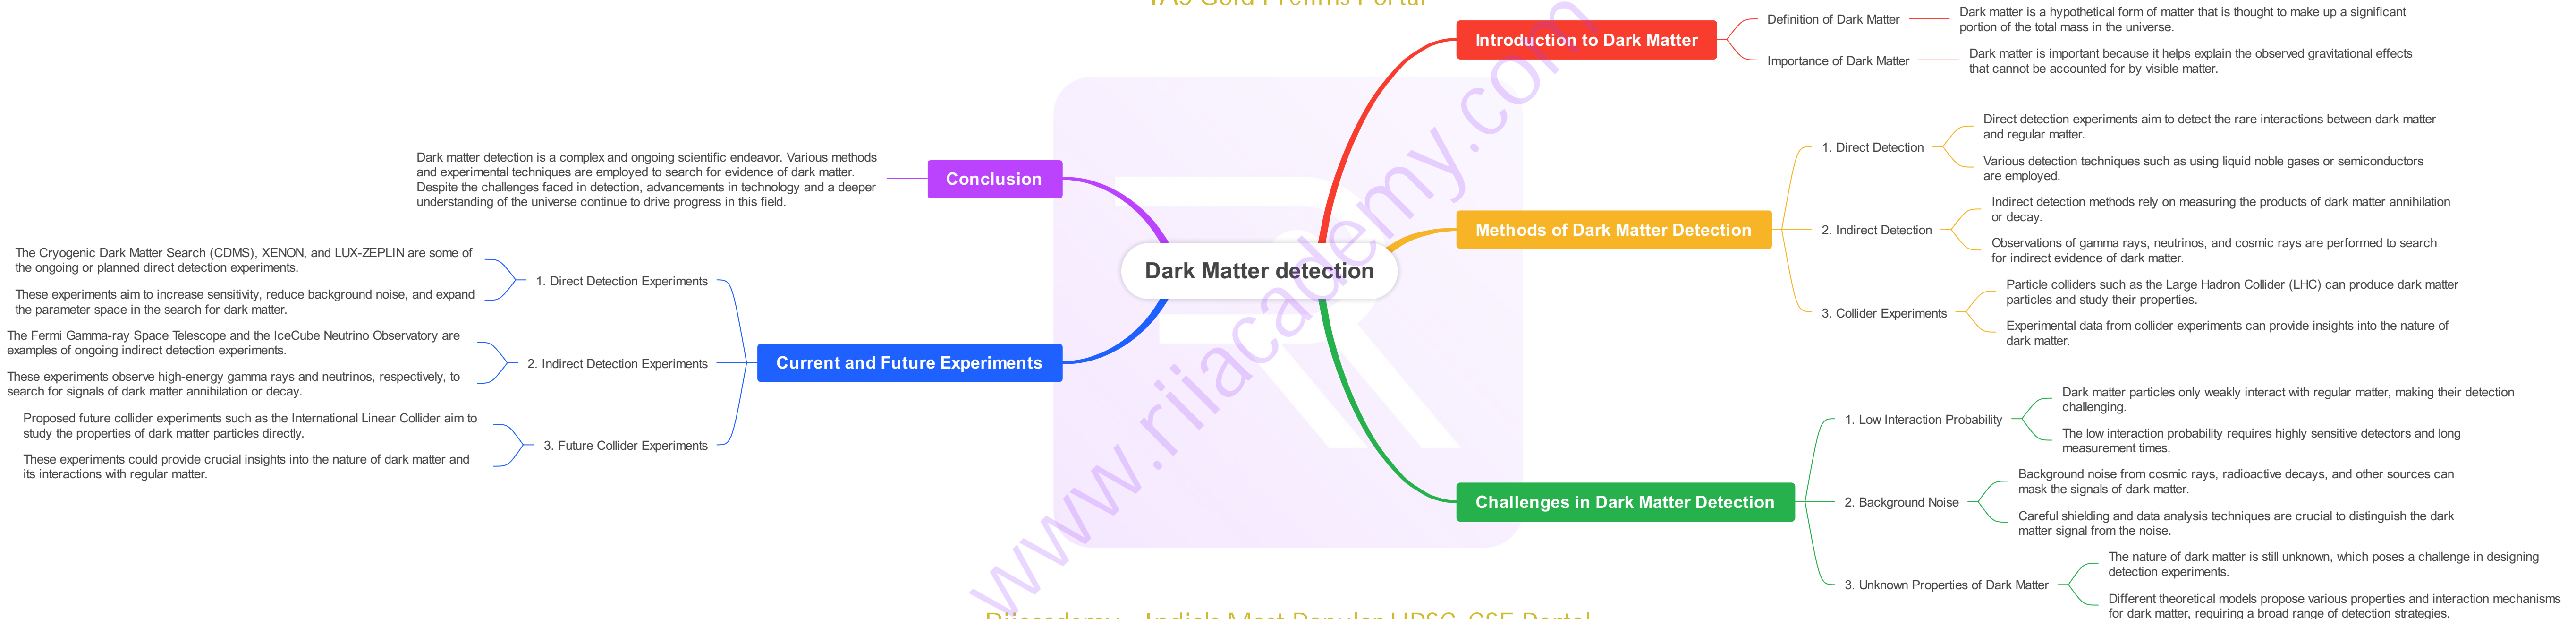 IAS Gold Prelims Portal
Dark Matter detection
Introduction to Dark Matter
Definition of Dark Matter
Dark matter is a hypothetical form of matter that is thought to make up a significant
portion of the total mass in the universe.
Importance of Dark Matter
Dark matter is important because it helps explain the observed gravitational effects
that cannot be accounted for by visible matter.
Methods of Dark Matter Detection
1. Direct Detection
Direct detection experiments aim to detect the rare interactions between dark matter
and regular matter.
Various detection techniques such as using liquid noble gases or semiconductors
are employed.
2. Indirect Detection
Indirect detection methods rely on measuring the products of dark matter annihilation
or decay.
Observations of gamma rays, neutrinos, and cosmic rays are performed to search
for indirect evidence of dark matter.
3. Collider Experiments
Particle colliders such as the Large Hadron Collider (LHC) can produce dark matter
particles and study their properties.
Experimental data from collider experiments can provide insights into the nature of
dark matter.
Challenges in Dark Matter Detection
1. Low Interaction Probability
Dark matter particles only weakly interact with regular matter, making their detection
challenging.
The low interaction probability requires highly sensitive detectors and long
measurement times.
2. Background Noise
Background noise from cosmic rays, radioactive decays, and other sources can
mask the signals of dark matter.
Careful shielding and data analysis techniques are crucial to distinguish the dark
matter signal from the noise.
3. Unknown Properties of Dark Matter
The nature of dark matter is still unknown, which poses a challenge in designing
detection experiments.
Different theoretical models propose various properties and interaction mechanisms
for dark matter, requiring a broad range of detection strategies.
Current and Future Experiments
1. Direct Detection Experiments
The Cryogenic Dark Matter Search (CDMS), XENON, and LUX-ZEPLIN are some of
the ongoing or planned direct detection experiments.
These experiments aim to increase sensitivity, reduce background noise, and expand
the parameter space in the search for dark matter.
2. Indirect Detection Experiments
The Fermi Gamma-ray Space Telescope and the IceCube Neutrino Observatory are
examples of ongoing indirect detection experiments.
These experiments observe high-energy gamma rays and neutrinos, respectively, to
search for signals of dark matter annihilation or decay.
3. Future Collider Experiments
Proposed future collider experiments such as the International Linear Collider aim to
study the properties of dark matter particles directly.
These experiments could provide crucial insights into the nature of dark matter and
its interactions with regular matter.
Conclusion
Dark matter detection is a complex and ongoing scientific endeavor. Various methods
and experimental techniques are employed to search for evidence of dark matter.
Despite the challenges faced in detection, advancements in technology and a deeper
understanding of the universe continue to drive progress in this field.
www.riiacademy.com
India's Most Popular UPSC-CSE Portal